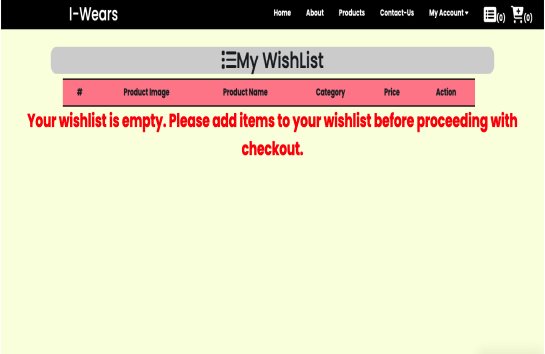 I-Wears Home About Products Contact-Us My Account (0) (0)
My WishList
# Product Image Product Name Category Price Action
Your wishlist is empty. Please add items to your wishlist before proceeding with
checkout.